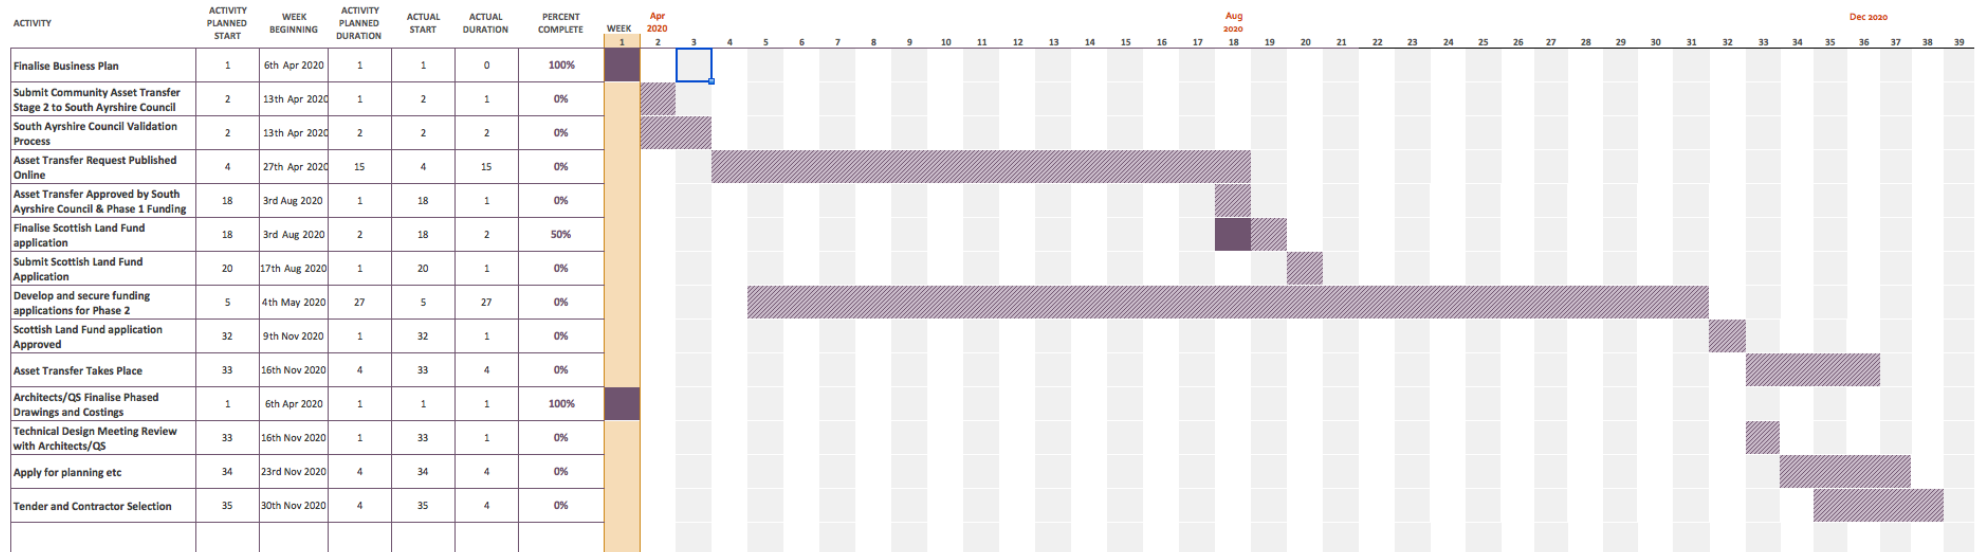 ACTIVITY ACTIVITY PLANNED START WEEK BEGINNING ACTIVITY PLANNED DURATION ACTUAL START ACTUAL DURATION PERCENT COMPLETE WEEK Apr 2020 Aug 2020 Dec 2020
1 2 3 4 5 6 7 8 9 10 11 12 13 14 15 16 17 18 19 20 21 22 23 24 25 26 27 28 29 30 31 32 33 34 35 36 37 38 39
Finalise Business Plan 1 6th Apr 2020 1 1 0 100%
Submit Community Asset Transfer
Stage 2 to South Ayrshire Council 2 13th Apr 2020 1 2 1 0%
South Ayrshire Council Validation
Process 2 13th Apr 2020 2 2 2 0%
Asset Transfer Request Published
Online 4 27th Apr 2020 15 4 15 0%
Asset Transfer Approved by South
Ayrshire Council & Phase 1 Funding 18 3rd Aug 2020 1 18 1 0%
Finalise Scottish Land Fund
application 18 3rd Aug 2020 2 18 2 50%
Submit Scottish Land Fund
Application 20 17th Aug 2020 1 20 1 0%
Develop and secure funding
applications for Phase 2 5 4th May 2020 27 5 27 0%
Scottish Land Fund application
Approved 32 9th Nov 2020 1 32 1 0%
Asset Transfer Takes Place 33 16th Nov 2020 4 33 4 0%
Architects/QS Finalise Phased
Drawings and Costings 1 6th Apr 2020 1 1 1 100%
Technical Design Meeting Review
with Architects/QS 33 16th Nov 2020 1 33 1 0%
Apply for planning etc 34 23rd Nov 2020 4 34 4 0%
Tender and Contractor Selection 35 30th Nov 2020 4 35 4 0%